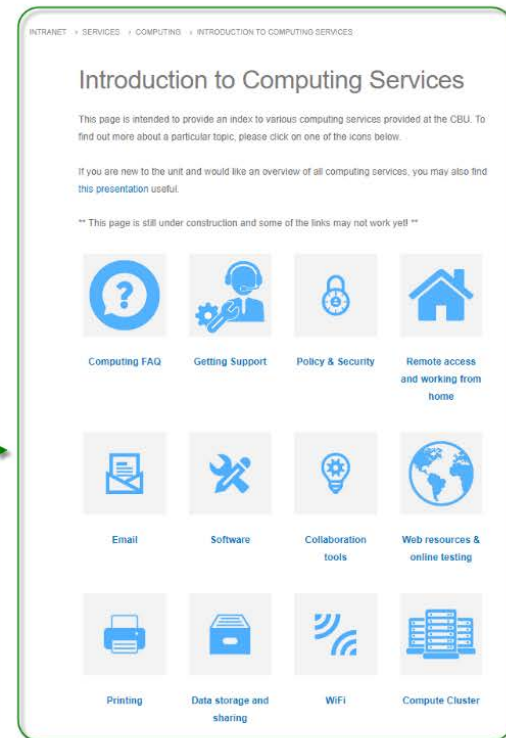 INTRANET › SERVICES › COMPUTING › INTRODUCTION TO COMPUTING SERVICES
Introduction to Computing Services
This page is intended to provide an index to various computing services provided at the CBU. To
find out more about a particular topic, please click on one of the icons below.
If you are new to the unit and would like an overview of all computing services, you may also find
this presentation useful.
** This page is still under construction and some of the links may not work yet! **
?
Computing FAQ
Getting Support
Policy & Security
Remote access
and working from
home
Email
Software
Collaboration
tools
Web resources &
online testing
Printing
Data storage and
sharing
WiFi
Compute Cluster